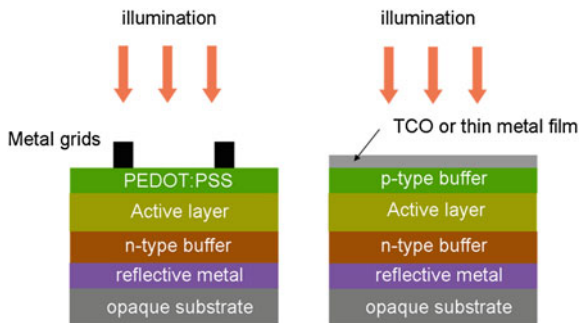 illumination
Metal grids
PEDOT:PSS
Active layer
n-type buffer
reflective metal
opaque substrate
illumination
TCO or thin metal film
p-type buffer
Active layer
n-type buffer
reflective metal
opaque substrate